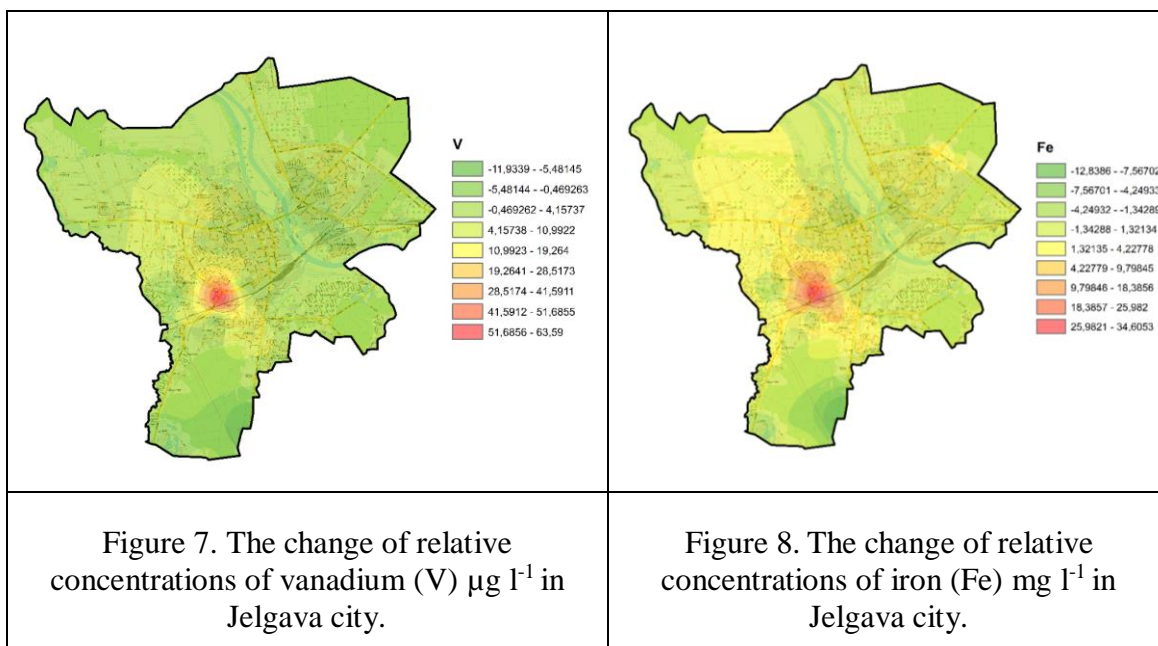 V
-11,9339 - -5,48145
-5,48144 - -0,469263
-0,469262 - 4,15737
4,15738 - 10,9922
10,9923 - 19,264
19,2641 - 28,5173
28,5174 - 41,5911
41,5912 - 51,6855
51,6856 - 63,59
Fe
-12,8386 - -7,56702
-7,56701 - -4,24933
-4,24932 - -1,34289
-1,34288 - 1,32134
1,32135 - 4,22778
4,22779 - 9,79845
9,79846 - 18,3856
18,3857 - 25,982
25,9821 - 34,6053
Figure 7. The change of relative
concentrations of vanadium (V) µg l⁻¹ in
Jelgava city.
Figure 8. The change of relative
concentrations of iron (Fe) mg l⁻¹ in
Jelgava city.